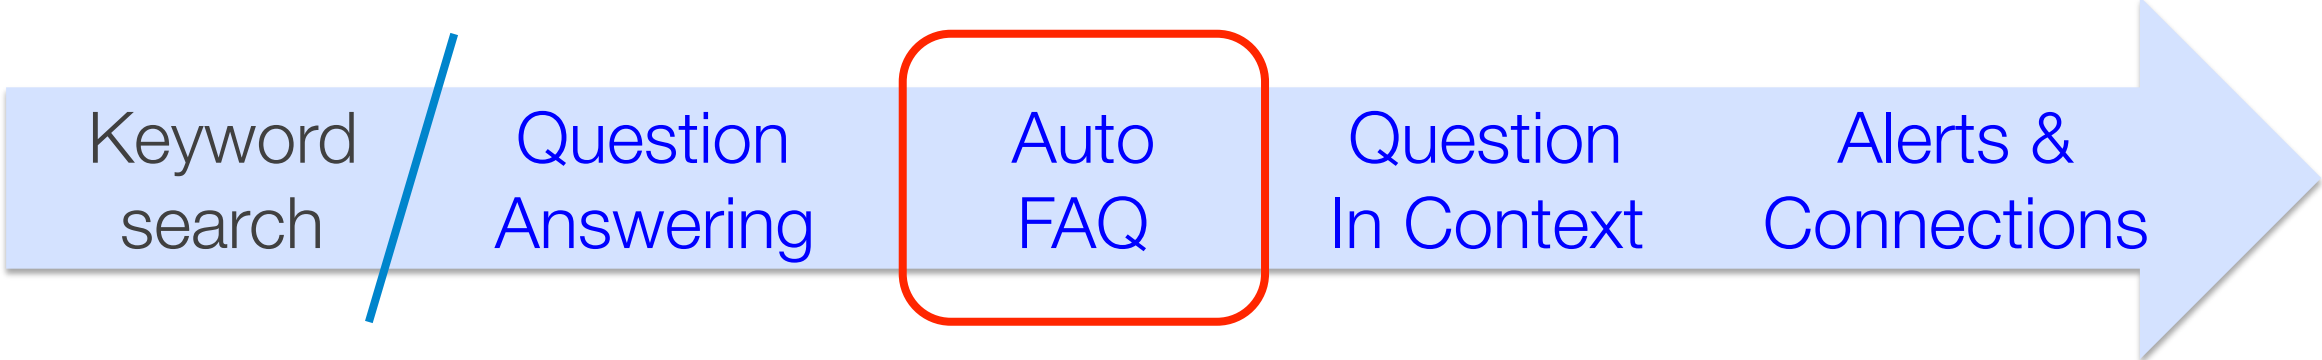 Keyword
search
Question
Answering
Auto
FAQ
Question
In Context
Alerts &
Connections